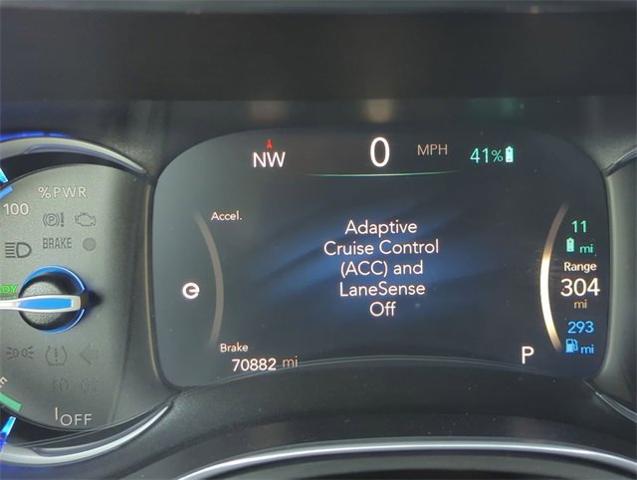 NW 0 MPH 41%
%PWR
100
BRAKE
Accel.
Adaptive
Cruise Control
(ACC) and
LaneSense
Off
11
mi
Range
304
mi
293
mi
Brake
70882 mi
P
OFF